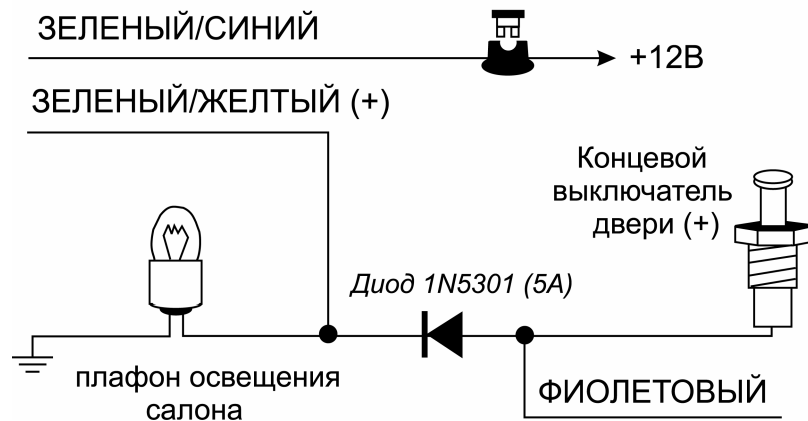 ЗЕЛЕНЫЙ/СИНИЙ
+12В
ЗЕЛЕНЫЙ/ЖЕЛТЫЙ (+)
Концевой
выключатель
двери (+)
Диод 1N5301 (5А)
плафон освещения
салона
ФИОЛЕТОВЫЙ